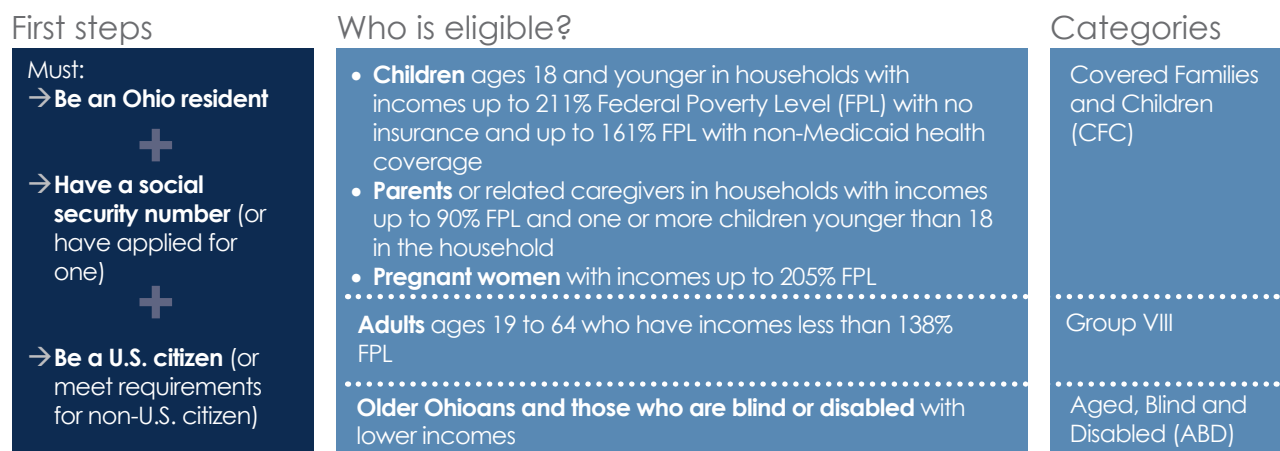 First steps
Must:
→Be an Ohio resident
+
→Have a social
security number (or
have applied for
one)
+
→Be a U.S. citizen (or
meet requirements
for non-U.S. citizen)
Who is eligible?
• Children ages 18 and younger in households with
incomes up to 211% Federal Poverty Level (FPL) with no
insurance and up to 161% FPL with non-Medicaid health
coverage
• Parents or related caregivers in households with incomes
up to 90% FPL and one or more children younger than 18
in the household
• Pregnant women with incomes up to 205% FPL
Adults ages 19 to 64 who have incomes less than 138%
FPL
Older Ohioans and those who are blind or disabled with
lower incomes
Categories
Covered Families
and Children
(CFC)
Group VIII
Aged, Blind and
Disabled (ABD)